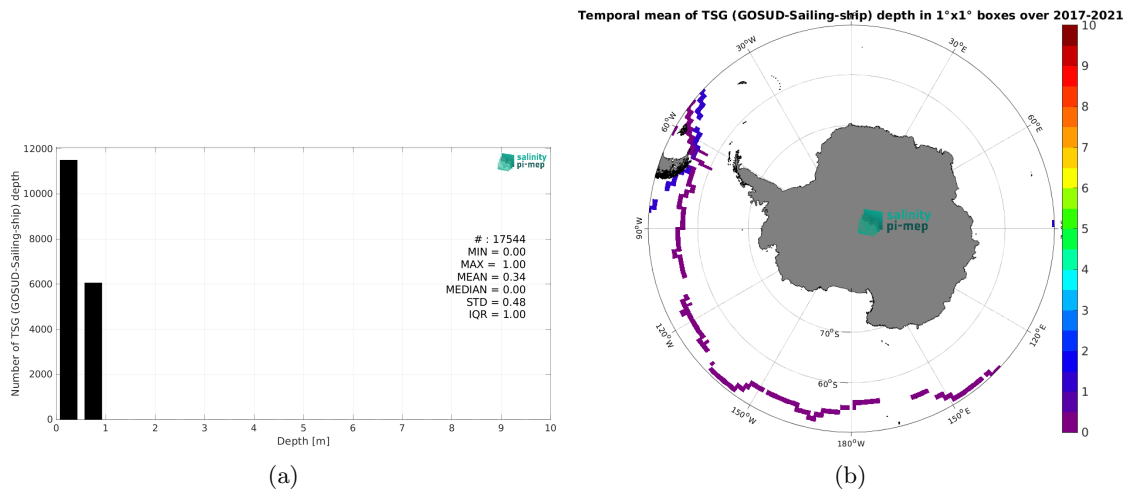 Temporal mean of TSG (GOSUD-Sailing-ship) depth in 1°x1° boxes over 2017-2021
Number of TSG (GOSUD-Sailing-ship) depth
12000
10000
8000
6000
4000
2000
0
salinity
pi-mep
# : 17544
MIN = 0.00
MAX = 1.00
MEAN = 0.34
MEDIAN = 0.00
STD = 0.48
IQR = 1.00
0 1 2 3 4 5 6 7 8 9 10
Depth [m]
(a)
30°W
30°E
60°W
60°E
90°W
salinity
pi-mep
120°W
120°E
70°S
60°S
150°W
150°E
180°W
10
9
8
7
6
5
4
3
2
1
0
(b)